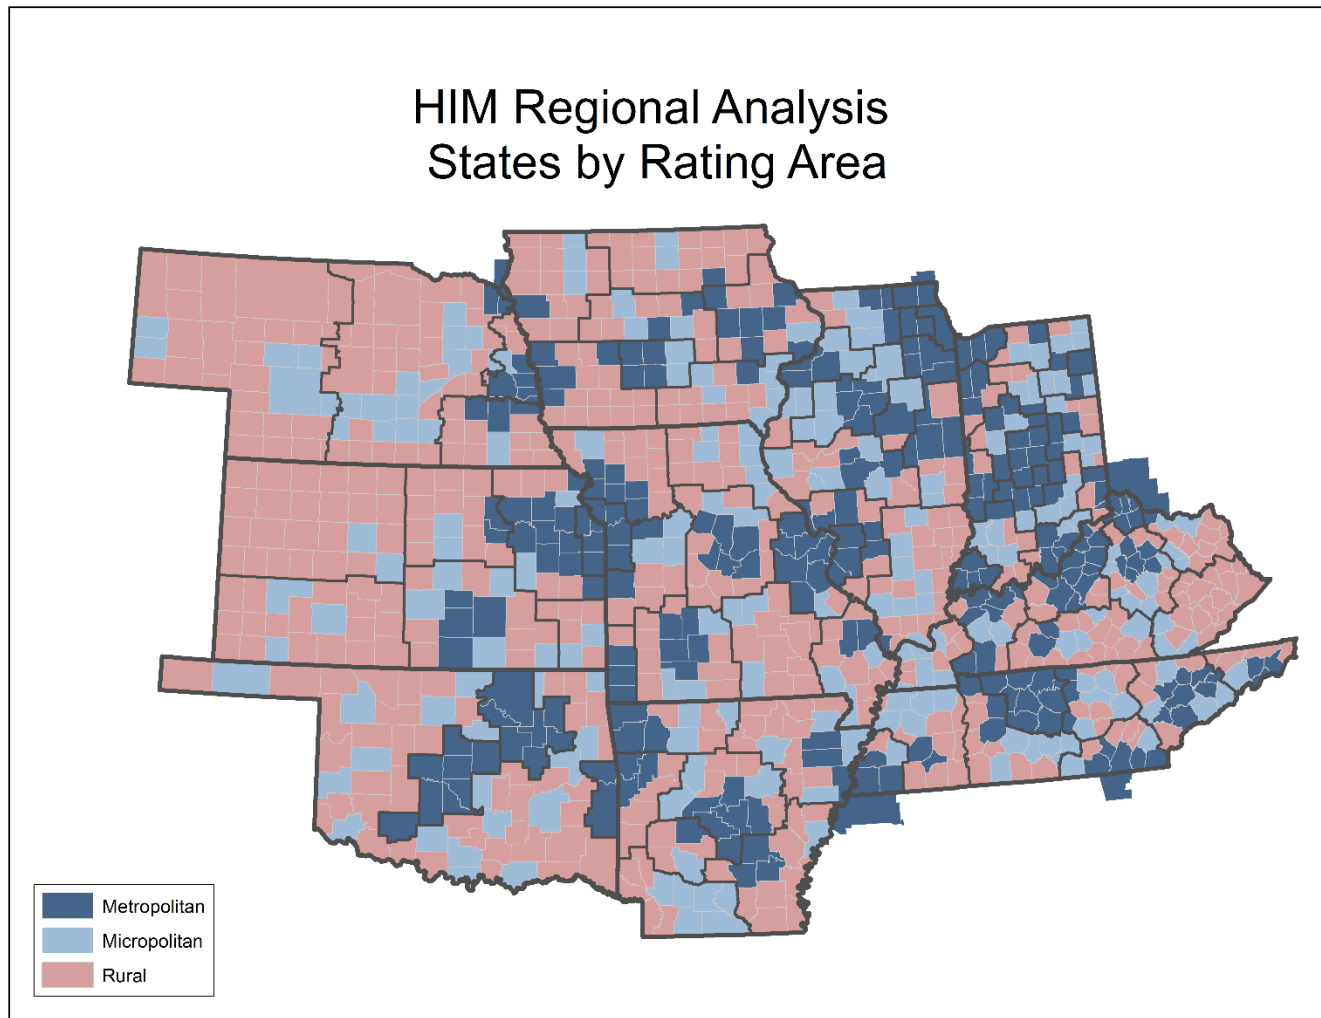 HIM Regional Analysis
States by Rating Area
Metropolitan
Micropolitan
Rural